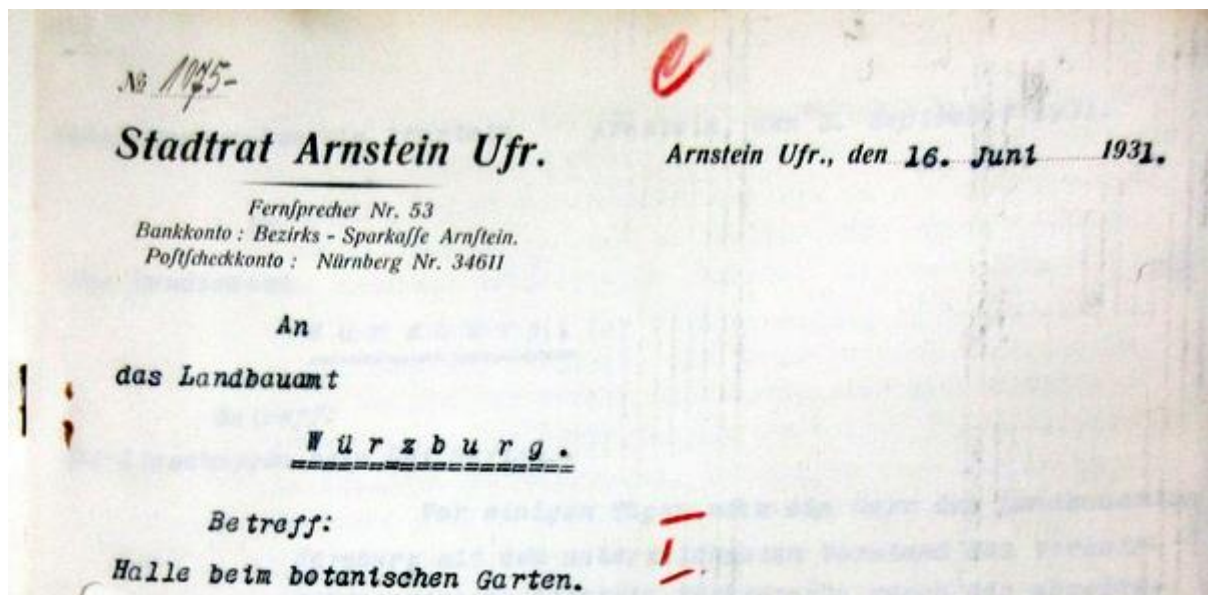 № 1075-
Stadtrat Arnstein Ufr.
Arnstein Ufr., den 16. Juni 1931.
Fernſprecher Nr. 53
Bankkonto : Bezirks - Sparkaſſe Arnſtein.
Poſtſcheckkonto : Nürnberg Nr. 34611
An
das Landbauamt
Würzburg.
Betreff:
Halle beim botanischen Garten.